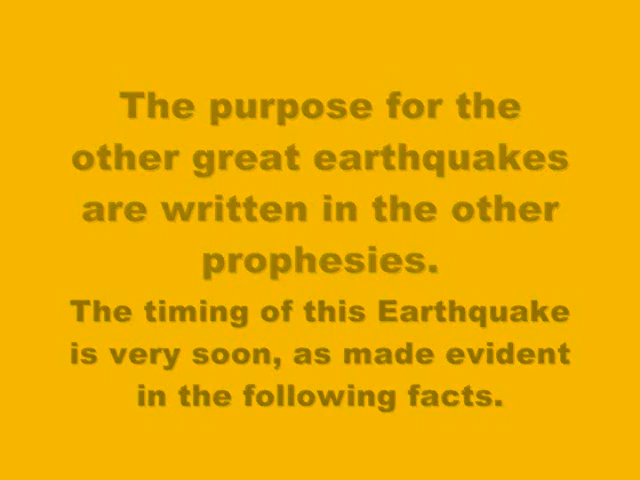 The purpose for the
other great earthquakes
are written in the other
prophesies.
The timing of this Earthquake
is very soon, as made evident
in the following facts.